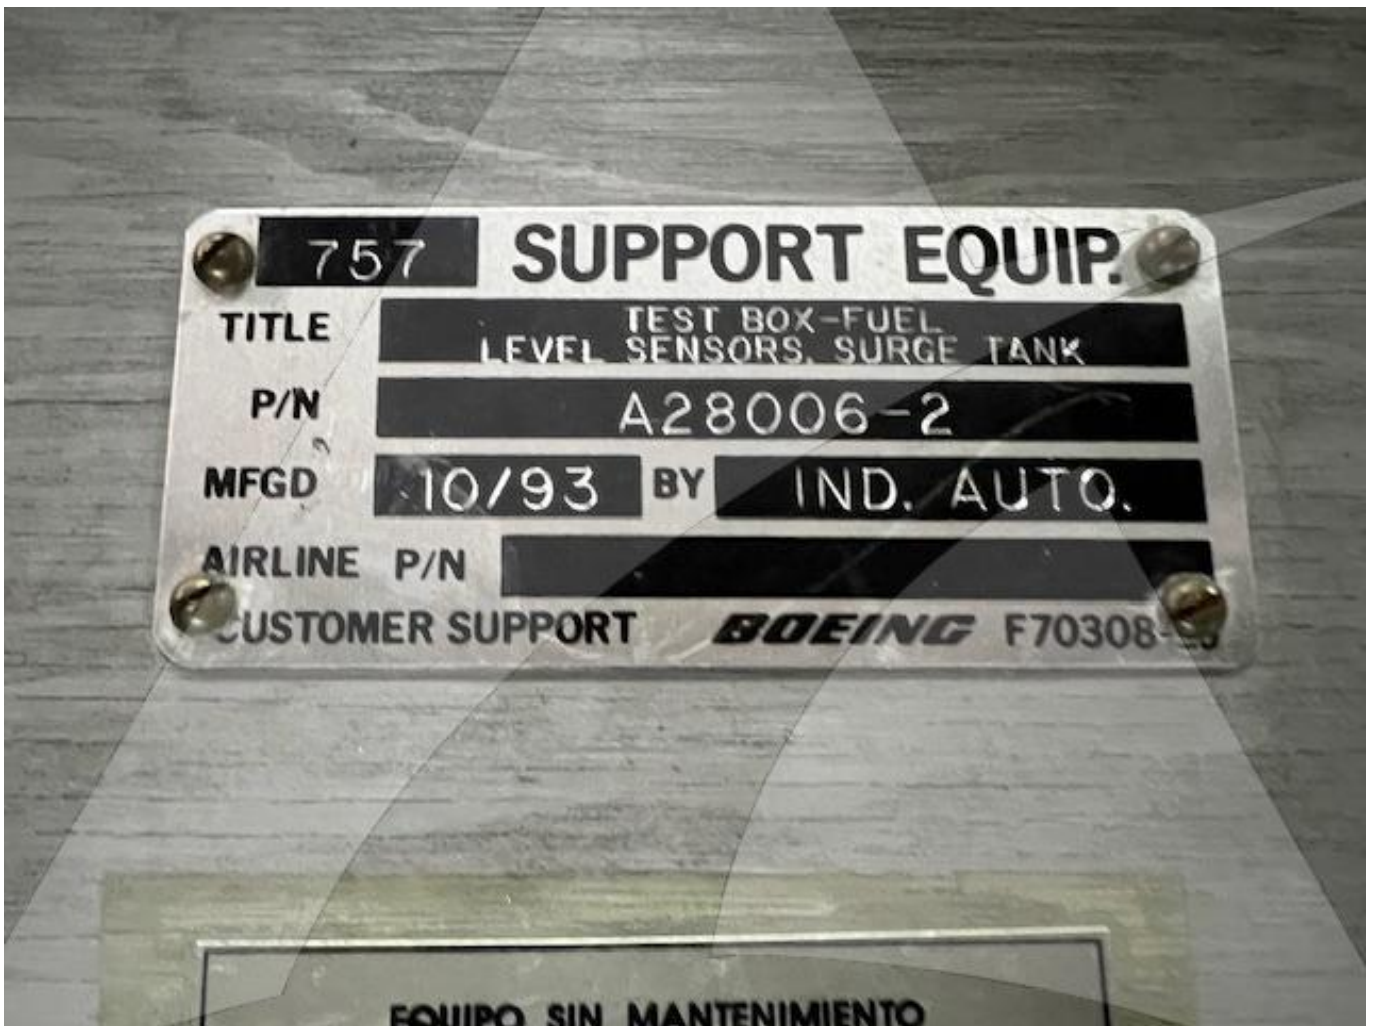 757 SUPPORT EQUIP.
TITLE TEST BOX-FUEL
LEVEL SENSORS, SURGE TANK
P/N A28006-2
MFGD 10/93 BY IND. AUTO.
AIRLINE P/N
CUSTOMER SUPPORT BOEING
EQUIPO SIN MANTENIMIENTO